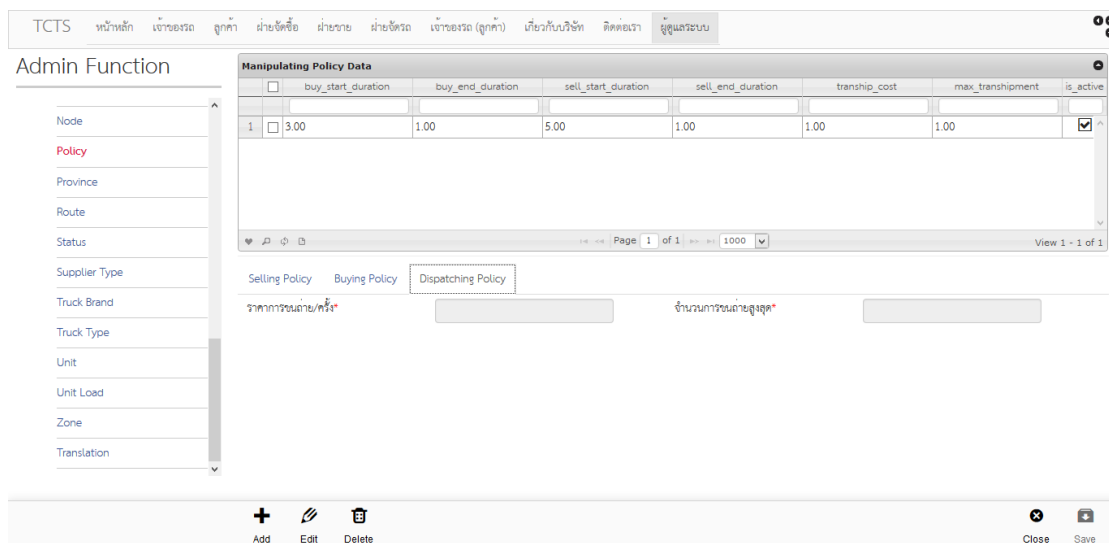 TCTS หน้าหลัก เจ้าของรถ ลูกค้า ฝ่ายจัดซื้อ ฝ่ายขาย ฝ่ายจัดรถ เจ้าของรถ (ลูกค้า) เกี่ยวกับบริษัท ติดต่อเรา ผู้ดูแลระบบ
Admin Function
Node
Policy
Province
Route
Status
Supplier Type
Truck Brand
Truck Type
Unit
Unit Load
Zone
Translation
Manipulating Policy Data
buy_start_duration buy_end_duration sell_start_duration sell_end_duration tranship_cost max_transhipment is_active
1 3.00 1.00 5.00 1.00 1.00 1.00
Page 1 of 1 1000 View 1 - 1 of 1
Selling Policy Buying Policy Dispatching Policy
ราคาการขนถ่าย/ครั้ง* จำนวนการขนถ่ายสูงสุด*
Add Edit Delete Close Save